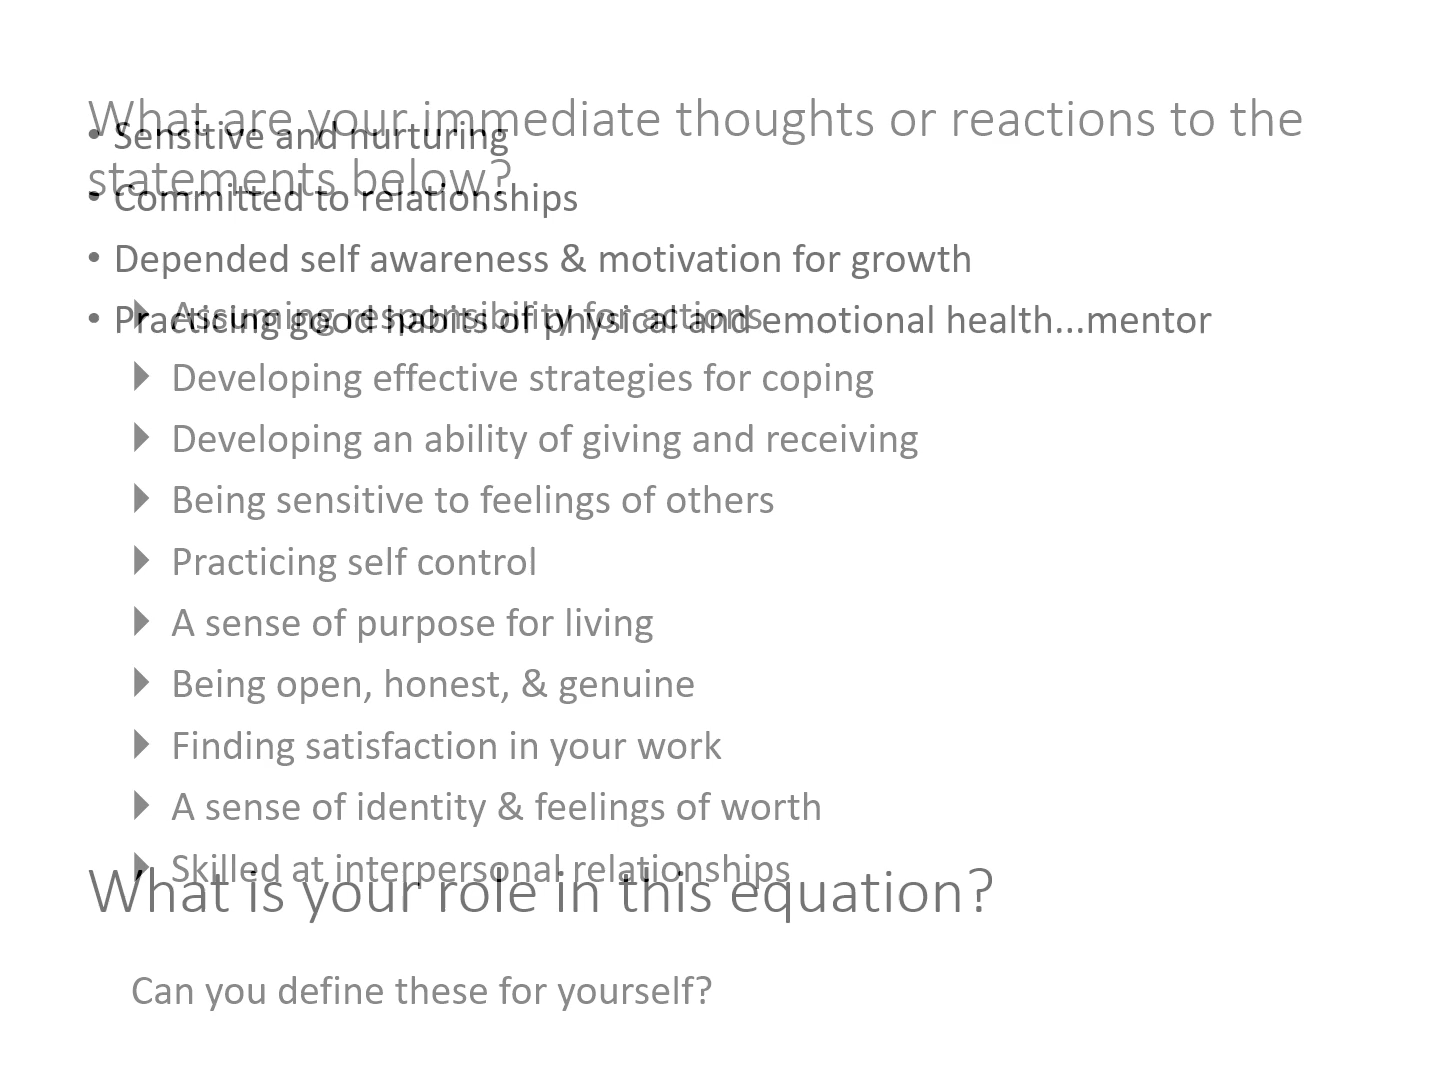 What are your immediate thoughts or reactions to the
statements below?
• Sensitive and nurturing
• Committed to relationships
• Depended self awareness & motivation for growth
• Practicing good habits of physical and emotional health...mentor
Assuming responsibility for actions
Developing effective strategies for coping
Developing an ability of giving and receiving
Being sensitive to feelings of others
Practicing self control
A sense of purpose for living
Being open, honest, & genuine
Finding satisfaction in your work
A sense of identity & feelings of worth
Skilled at interpersonal relationships
What is your role in this equation?
Can you define these for yourself?